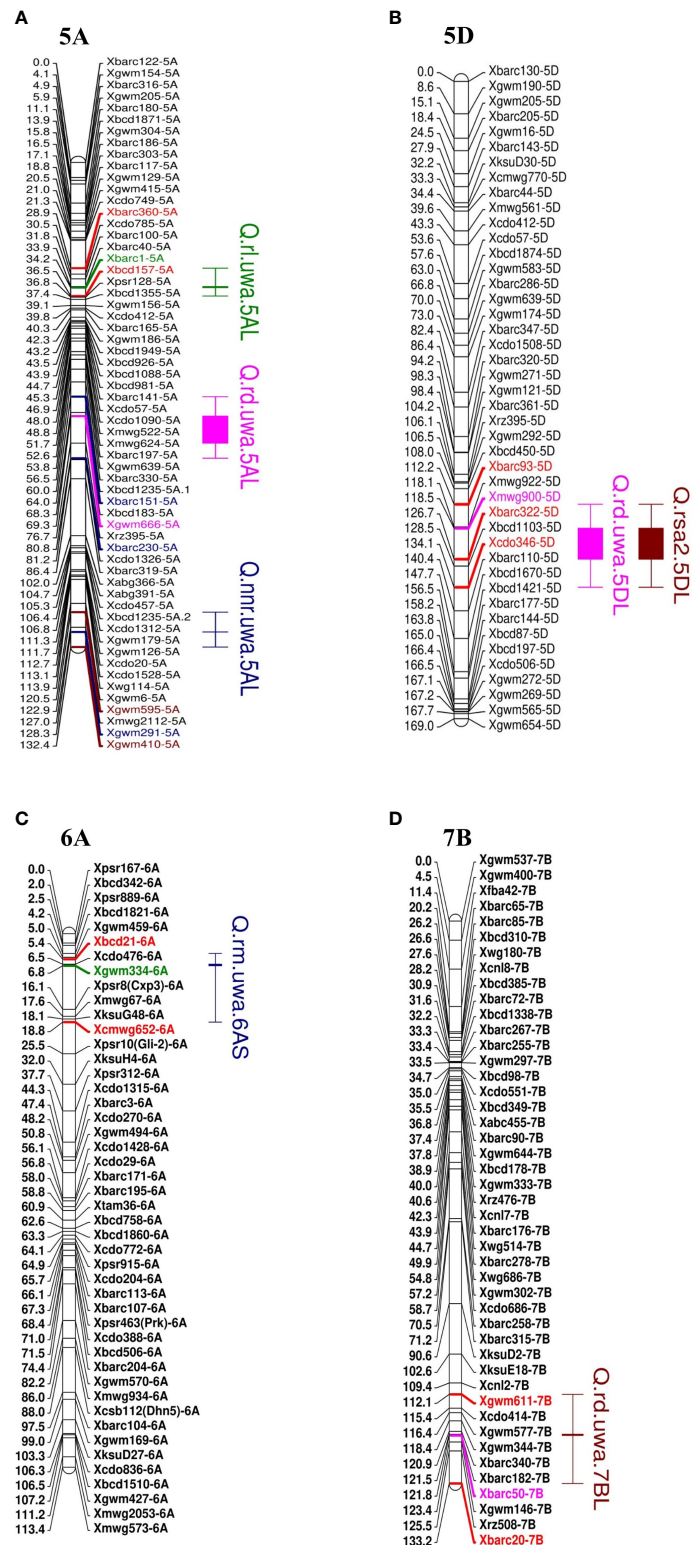 A
5A
0.0 Xbarc122-5A
4.1 Xgwm154-5A
4.9 Xbarc316-5A
5.9 Xgwm205-5A
11.1 Xbarc180-5A
13.9 Xbcd1871-5A
15.8 Xgwm304-5A
16.5 Xbarc186-5A
17.1 Xbarc303-5A
18.8 Xbarc117-5A
20.5 Xgwm129-5A
21.0 Xgwm415-5A
21.3 Xcdo749-5A
28.9 Xbarc360-5A
30.5 Xcdo785-5A
31.8 Xbarc100-5A
33.9 Xbarc40-5A
34.2 Xbarc1-5A
36.5 Xbcd157-5A
36.8 Xpsr128-5A
37.4 Xbcd1355-5A
39.1 Xgwm156-5A
39.8 Xcdo412-5A
40.3 Xbarc165-5A
42.3 Xgwm186-5A
43.2 Xbcd1949-5A
43.5 Xbcd926-5A
43.9 Xbcd1088-5A
44.7 Xbcd981-5A
45.3 Xbarc141-5A
46.9 Xcdo57-5A
48.0 Xcdo1090-5A
48.8 Xmwg522-5A
51.7 Xmwg624-5A
52.6 Xbarc197-5A
53.8 Xgwm639-5A
56.5 Xbarc330-5A
60.0 Xbcd1235-5A.1
64.0 Xbarc151-5A
68.3 Xbcd183-5A
69.3 Xgwm666-5A
76.7 Xrz395-5A
80.8 Xbarc230-5A
81.2 Xcdo1326-5A
86.4 Xbarc319-5A
102.0 Xabg366-5A
104.7 Xabg391-5A
105.3 Xcdo457-5A
106.4 Xbcd1235-5A.2
106.8 Xcdo1312-5A
111.3 Xgwm179-5A
111.7 Xgwm126-5A
112.7 Xcdo20-5A
113.1 Xcdo1528-5A
113.9 Xwg114-5A
120.5 Xgwm6-5A
122.9 Xgwm595-5A
127.0 Xmwg2112-5A
128.3 Xgwm291-5A
132.4 Xgwm410-5A
Q.rl.uwa.5AL
Q.rd.uwa.5AL
Q.nnr.uwa.5AL
B
5D
0.0 Xbarc130-5D
8.6 Xgwm190-5D
15.1 Xgwm205-5D
18.4 Xbarc205-5D
24.5 Xgwm16-5D
27.9 Xbarc143-5D
32.2 XksuD30-5D
33.3 Xcmwg770-5D
34.4 Xbarc44-5D
39.6 Xmwg561-5D
43.3 Xcdo412-5D
53.6 Xcdo57-5D
57.6 Xbcd1874-5D
63.0 Xgwm583-5D
66.8 Xbarc286-5D
70.0 Xgwm639-5D
73.0 Xgwm174-5D
82.4 Xbarc347-5D
86.4 Xcdo1508-5D
94.2 Xbarc320-5D
98.3 Xgwm271-5D
98.4 Xgwm121-5D
104.2 Xbarc361-5D
106.1 Xrz395-5D
106.5 Xgwm292-5D
108.0 Xbcd450-5D
112.2 Xbarc93-5D
118.1 Xmwg922-5D
118.5 Xmwg900-5D
126.7 Xbarc322-5D
128.5 Xbcd1103-5D
134.1 Xcdo346-5D
140.4 Xbarc110-5D
147.7 Xbcd1670-5D
156.5 Xbcd1421-5D
158.2 Xbarc177-5D
163.8 Xbarc144-5D
165.0 Xbcd87-5D
166.4 Xbcd197-5D
166.5 Xcdo506-5D
167.1 Xgwm272-5D
167.2 Xgwm269-5D
167.7 Xgwm565-5D
169.0 Xgwm654-5D
Q.rd.uwa.5DL
Q.rsa2.5DL
C
6A
0.0 Xpsr167-6A
2.0 Xbcd342-6A
2.5 Xpsr889-6A
4.2 Xbcd1821-6A
5.0 Xgwm459-6A
5.4 Xbcd21-6A
6.5 Xcdo476-6A
6.8 Xgwm334-6A
16.1 Xpsr8(Cxp3)-6A
17.6 Xmwg67-6A
18.1 XksuG48-6A
18.8 Xcmwg652-6A
25.5 Xpsr10(Gli-2)-6A
32.0 XksuH4-6A
37.7 Xpsr312-6A
44.3 Xcdo1315-6A
47.4 Xbarc3-6A
48.2 Xcdo270-6A
50.8 Xgwm494-6A
56.1 Xcdo1428-6A
56.8 Xcdo29-6A
58.0 Xbarc171-6A
58.8 Xbarc195-6A
60.9 Xtam36-6A
62.6 Xbcd758-6A
63.3 Xbcd1860-6A
64.1 Xcdo772-6A
64.9 Xpsr915-6A
65.7 Xcdo204-6A
66.1 Xbarc113-6A
67.3 Xbarc107-6A
68.4 Xpsr463(Prk)-6A
71.0 Xcdo388-6A
71.5 Xbcd506-6A
74.4 Xbarc204-6A
82.2 Xgwm570-6A
86.0 Xmwg934-6A
88.0 Xcsb112(Dhn5)-6A
97.5 Xbarc104-6A
99.0 Xgwm169-6A
103.3 XksuD27-6A
106.3 Xcdo836-6A
106.5 Xbcd1510-6A
107.2 Xgwm427-6A
111.2 Xmwg2053-6A
113.4 Xmwg573-6A
Q.rm.uwa.6AS
D
7B
0.0 Xgwm537-7B
4.5 Xgwm400-7B
11.4 Xfba42-7B
20.2 Xbarc65-7B
26.2 Xbarc85-7B
26.6 Xbcd310-7B
27.6 Xwg180-7B
28.2 Xcnl8-7B
30.9 Xbcd385-7B
31.6 Xbarc72-7B
32.2 Xbcd1338-7B
33.3 Xbarc267-7B
33.4 Xbarc255-7B
33.5 Xgwm297-7B
34.7 Xbcd98-7B
35.0 Xcdo551-7B
35.5 Xbcd349-7B
36.8 Xabc455-7B
37.4 Xbarc90-7B
37.8 Xgwm644-7B
38.9 Xbcd178-7B
40.0 Xgwm333-7B
40.6 Xrz476-7B
42.3 Xcnl7-7B
43.9 Xbarc176-7B
44.7 Xwg514-7B
49.9 Xbarc278-7B
54.8 Xwg686-7B
57.2 Xgwm302-7B
58.7 Xcdo686-7B
70.5 Xbarc258-7B
71.2 Xbarc315-7B
90.6 XksuD2-7B
102.6 XksuE18-7B
109.4 Xcnl2-7B
112.1 Xgwm611-7B
115.4 Xcdo414-7B
116.4 Xgwm577-7B
118.4 Xgwm344-7B
120.9 Xbarc340-7B
121.5 Xbarc182-7B
121.8 Xbarc50-7B
123.4 Xgwm146-7B
125.5 Xrz508-7B
133.2 Xbarc20-7B
Q.rd.uwa.7BL